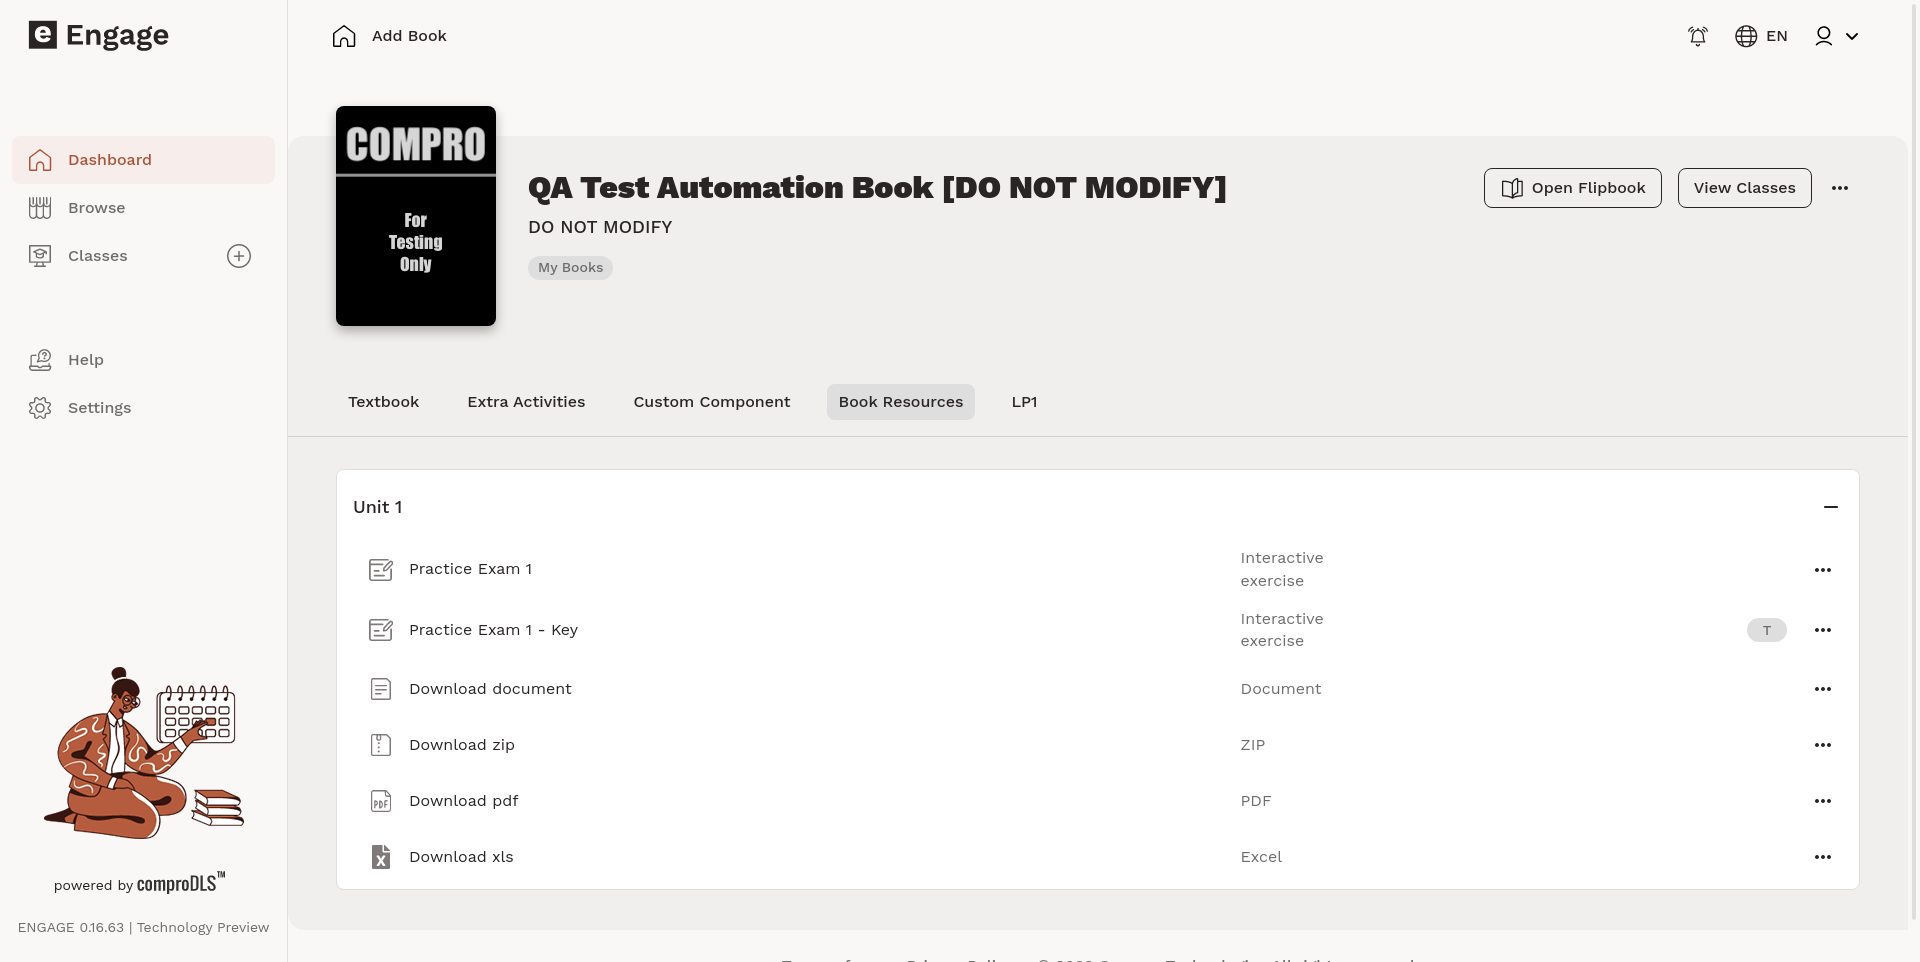 e Engage
Add Book
EN
Dashboard
Browse
Classes
Help
Settings
COMPRO
For
Testing
Only
QA Test Automation Book [DO NOT MODIFY]
DO NOT MODIFY
My Books
Open Flipbook
View Classes
Textbook
Extra Activities
Custom Component
Book Resources
LP1
Unit 1
Practice Exam 1
Interactive
exercise
Practice Exam 1 - Key
Interactive
exercise
T
Download document
Document
Download zip
ZIP
PDF
Download pdf
PDF
X
Download xls
Excel
powered by comproDLS™
ENGAGE 0.16.63 | Technology Preview